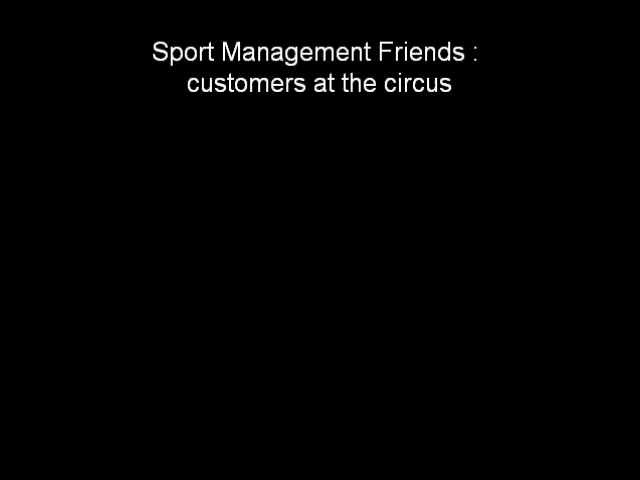 Sport Management Friends :
customers at the circus